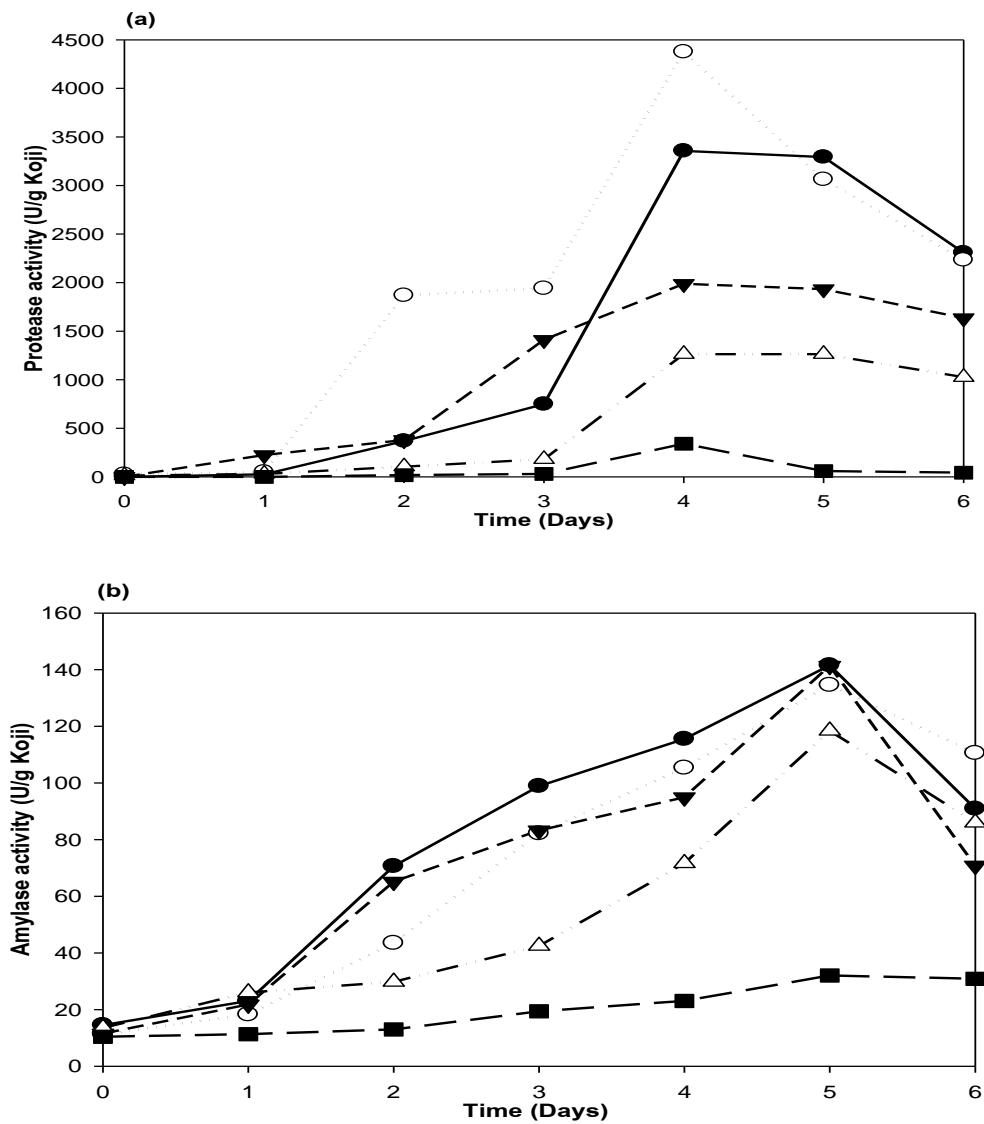 (a)
4500
4000
3500
3000
2500
2000
1500
1000
500
0
Protease activity (U/g Koji)
0 1 2 3 4 5 6
Time (Days)
(b)
160
140
120
100
80
60
40
20
0
Amylase activity (U/g Koji)
0 1 2 3 4 5 6
Time (Days)